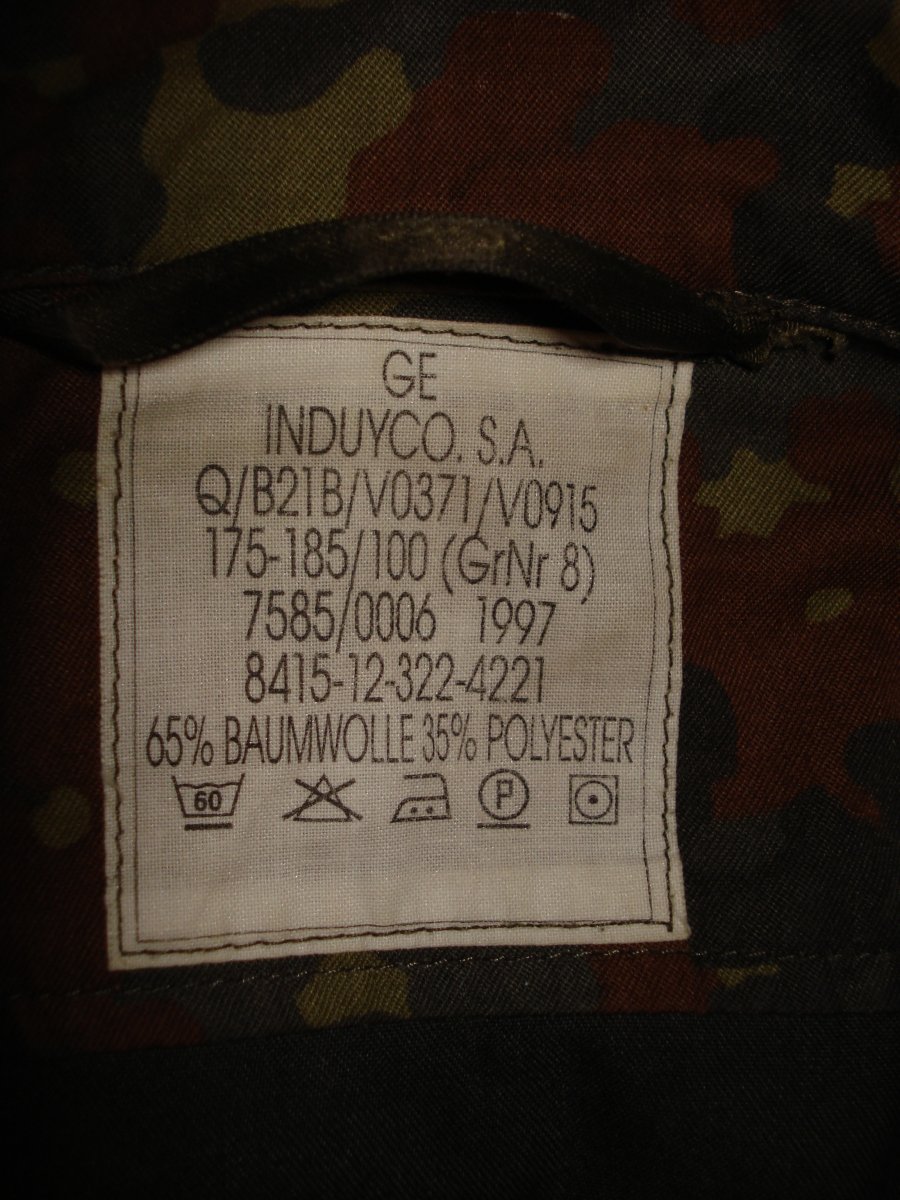 GE
INDUYCO. S.A.
Q/B21B/V0371/V0915
175-185/100 (GrNr 8)
7585/0006 1997
8415-12-322-4221
65% BAUMWOLLE 35% POLYESTER
60 P